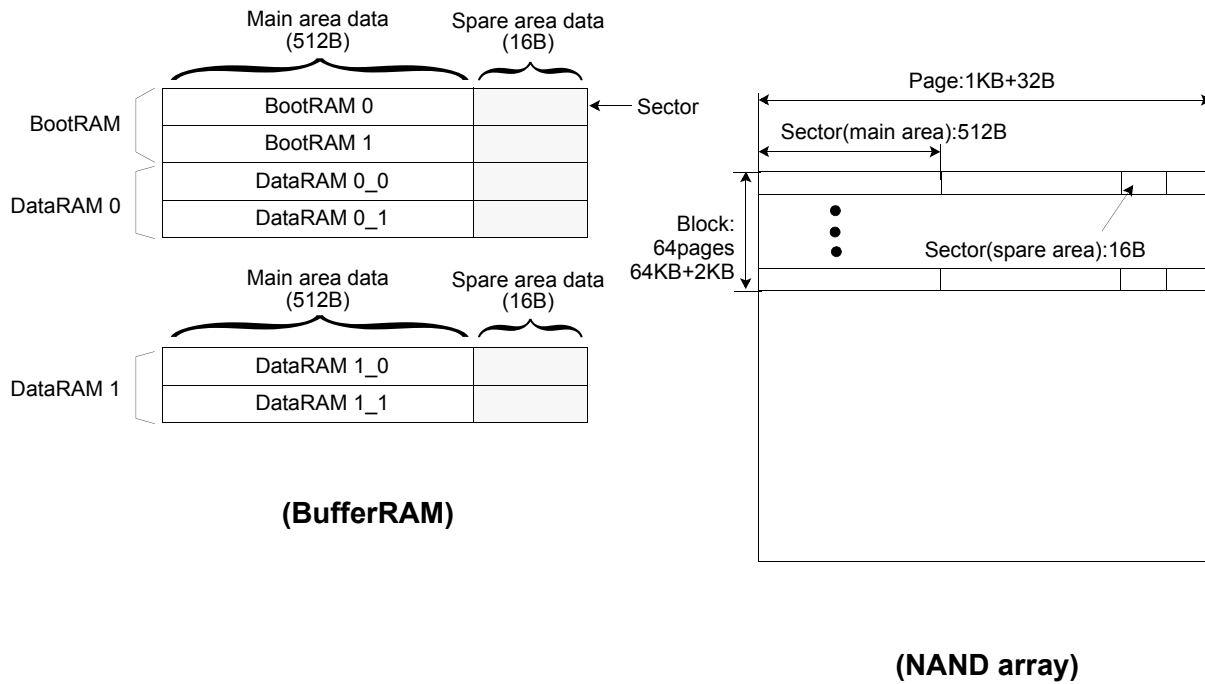 Main area data
(512B)
Spare area data
(16B)
BootRAM
BootRAM 0
Sector
BootRAM 1
DataRAM 0
DataRAM 0_0
DataRAM 0_1
Main area data
(512B)
Spare area data
(16B)
DataRAM 1
DataRAM 1_0
DataRAM 1_1
(BufferRAM)
Page:1KB+32B
Sector(main area):512B
Block:
64pages
64KB+2KB
Sector(spare area):16B
(NAND array)